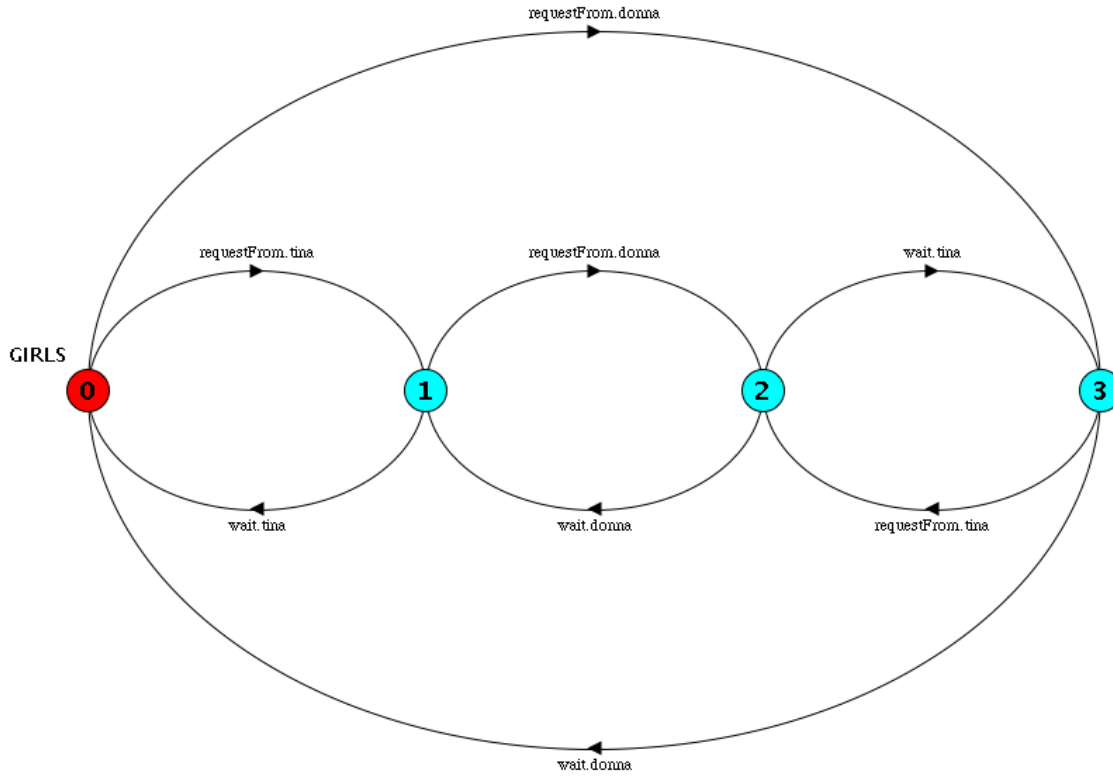 requestFrom.donna
requestFrom.tina
requestFrom.donna
wait.tina
GIRLS
0
1
2
3
wait.tina
wait.donna
requestFrom.tina
wait.donna